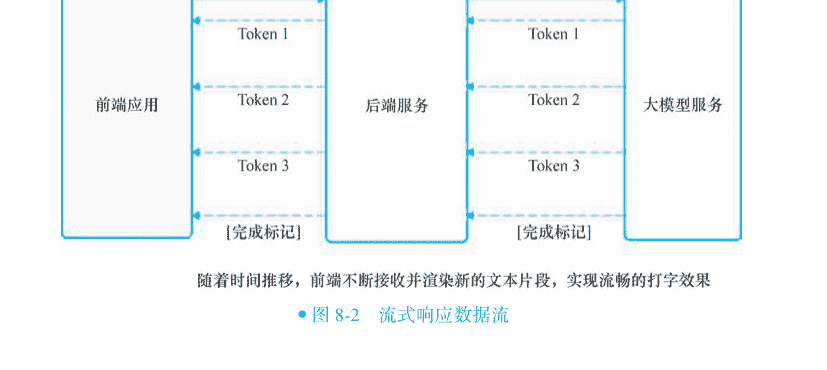 Token 1 Token 1
前端应用 Token 2 后端服务 Token 2 大模型服务
Token 3 Token 3
[完成标记] [完成标记]
随着时间推移，前端不断接收并渲染新的文本片段，实现流畅的打字效果
●图 8-2 流式响应数据流